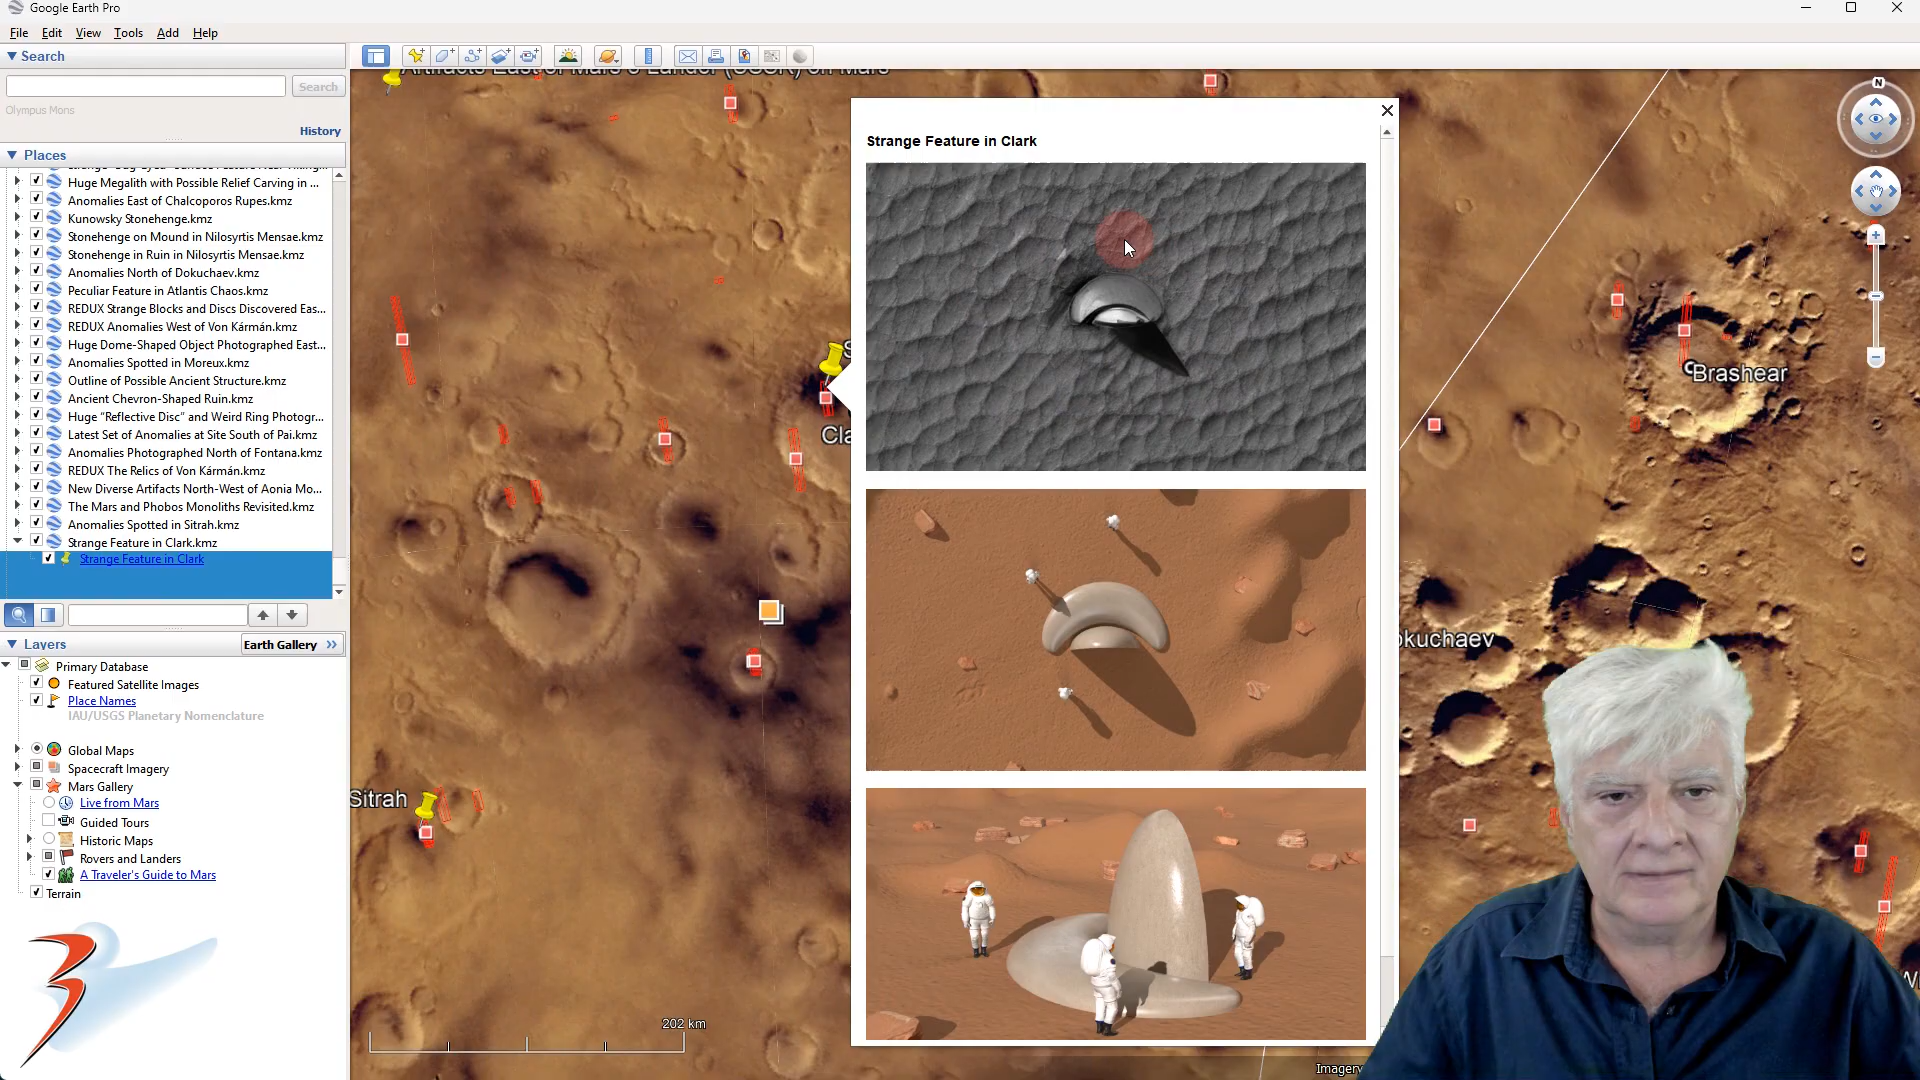 Google Earth Pro
File Edit View Tools Add Help
Search
Search
Olympus Mons
History
Places
Huge Megalith with Possible Relief Carving in ...
Anomalies East of Chalcoporos Rupes.kmz
Kunowsky Stonehenge.kmz
Stonehenge on Mound in Nilosyrtis Mensae.kmz
Stonehenge in Ruin in Nilosyrtis Mensae.kmz
Anomalies North of Dokuchaev.kmz
Peculiar Feature in Atlantis Chaos.kmz
REDUX Strange Blocks and Discs Discovered Eas...
REDUX Anomalies West of Von Kármán.kmz
Huge Dome-Shaped Object Photographed East...
Anomalies Spotted in Moreux.kmz
Outline of Possible Ancient Structure.kmz
Ancient Chevron-Shaped Ruin.kmz
Huge “Reflective Disc” and Weird Ring Photogr...
Latest Set of Anomalies at Site South of Pai.kmz
Anomalies Photographed North of Fontana.kmz
REDUX The Relics of Von Kármán.kmz
New Diverse Artifacts North-West of Aonia Mo...
The Mars and Phobos Monoliths Revisited.kmz
Anomalies Spotted in Sitrah.kmz
Strange Feature in Clark.kmz
Strange Feature in Clark
Layers
Earth Gallery »
Primary Database
Featured Satellite Images
Place Names
IAU/USGS Planetary Nomenclature
Global Maps
Spacecraft Imagery
Mars Gallery
Live from Mars
Guided Tours
Historic Maps
Rovers and Landers
A Traveler's Guide to Mars
Terrain
Artifacts East of Mars 3 Lander (USSR) on Mars
Strange Feature in Clark
N
Brashear
Cla
okuchaev
Sitrah
202 km
Imagery
W